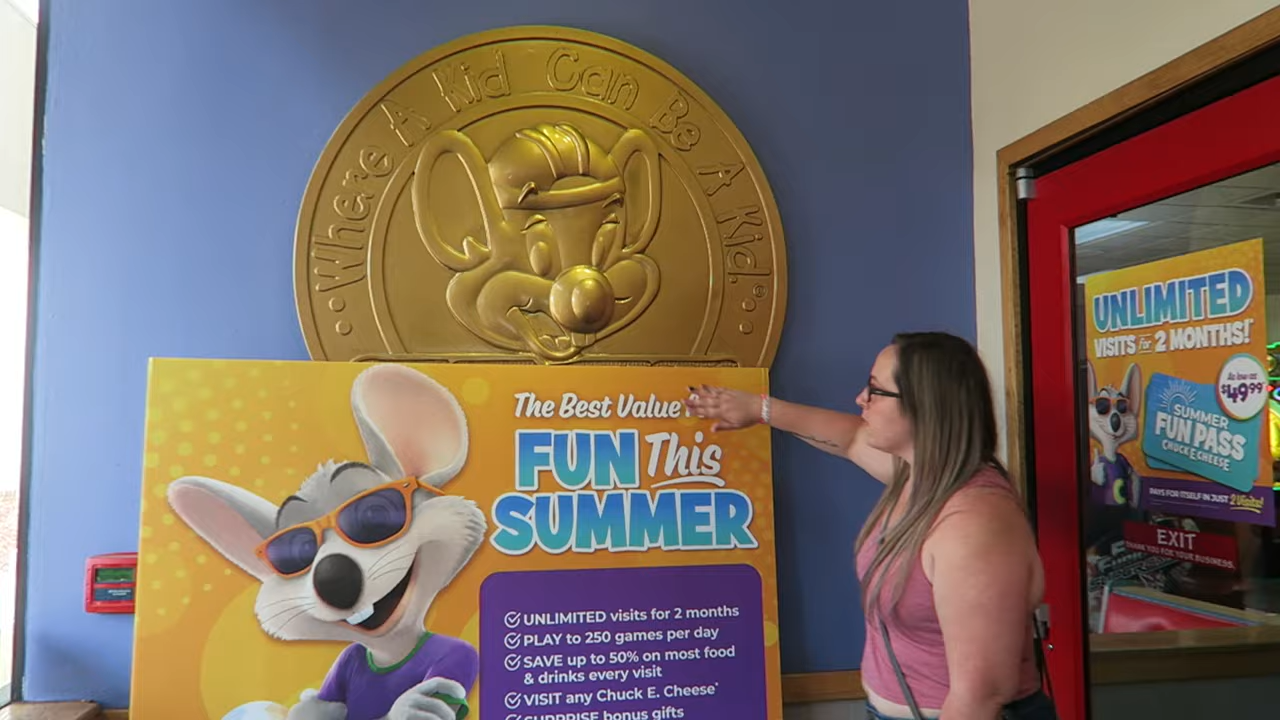 Where A Kid Can Be A Kid.®
The Best Value
FUN This
SUMMER
UNLIMITED visits for 2 months
PLAY to 250 games per day
SAVE up to 50% on most food
& drinks every visit
VISIT any Chuck E. Cheese*
SURPRISE bonus gifts
UNLIMITED
VISITS for 2 MONTHS!*
As low as
$49.99
SUMMER
FUN PASS
CHUCK E. CHEESE
PAYS FOR ITSELF IN JUST 2 Visits!
EXIT
THANK YOU FOR YOUR BUSINESS.